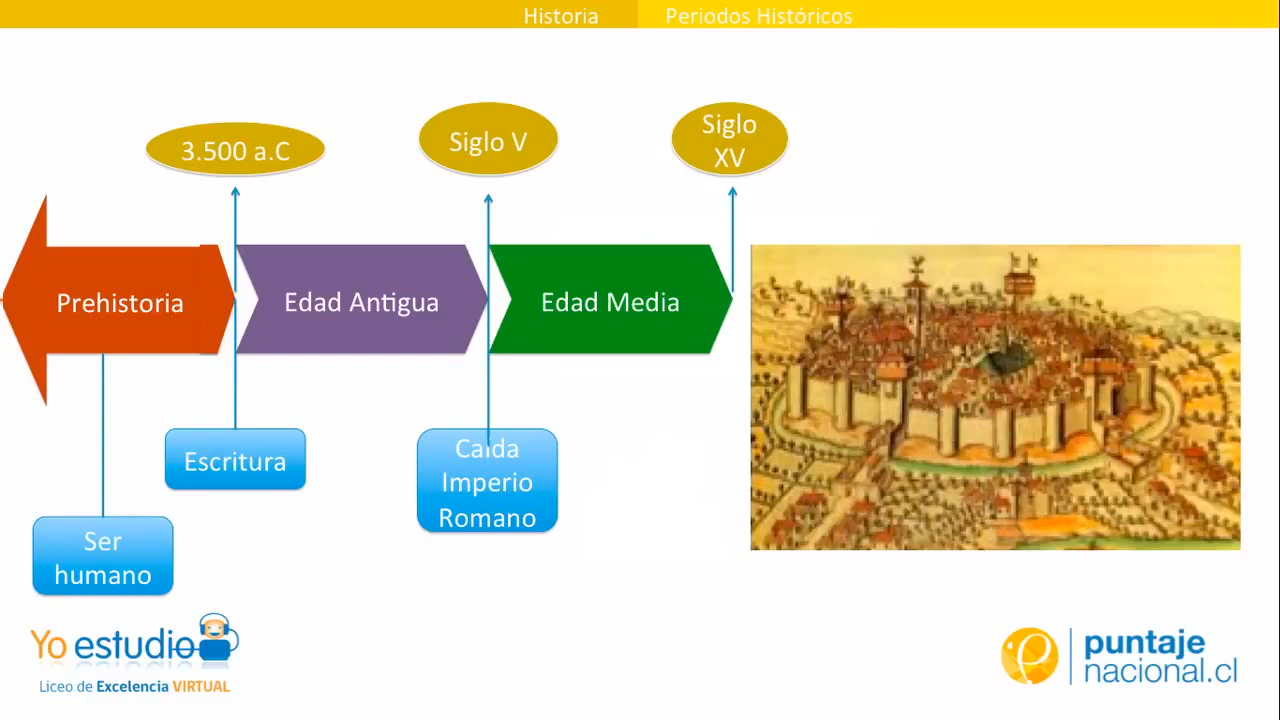 Historia
Periodos Históricos
3.500 a.C
Siglo V
Siglo
XV
Prehistoria
Edad Antigua
Edad Media
Escritura
Caída
Imperio
Romano
Ser
humano
Yo estudio
Liceo de Excelencia VIRTUAL
puntaje
nacional.cl